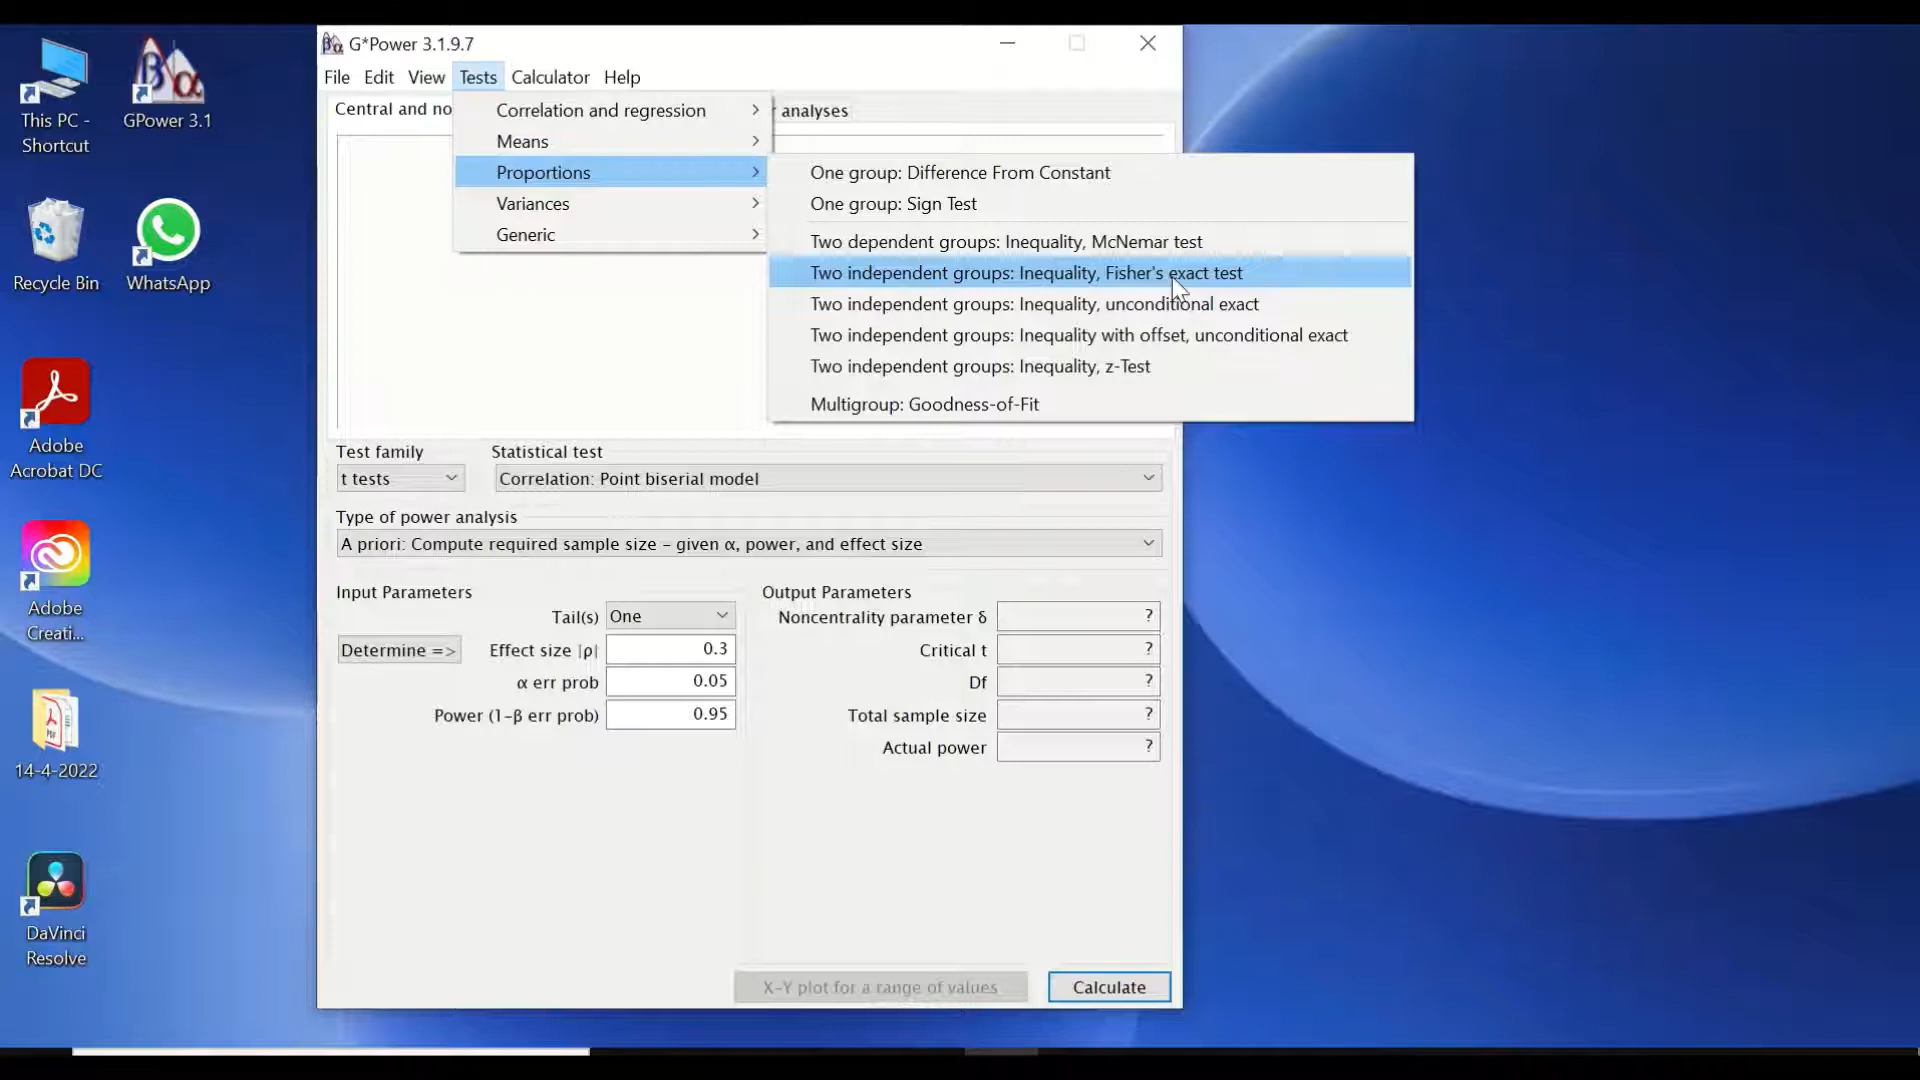 This PC -
Shortcut
GPower 3.1
Recycle Bin
WhatsApp
Adobe
Acrobat DC
Adobe
Creati...
14-4-2022
DaVinci
Resolve
G*Power 3.1.9.7
File Edit View Tests Calculator Help
Central and no
r analyses
Correlation and regression
Means
Proportions
Variances
Generic
One group: Difference From Constant
One group: Sign Test
Two dependent groups: Inequality, McNemar test
Two independent groups: Inequality, Fisher's exact test
Two independent groups: Inequality, unconditional exact
Two independent groups: Inequality with offset, unconditional exact
Two independent groups: Inequality, z-Test
Multigroup: Goodness-of-Fit
Test family Statistical test
t tests Correlation: Point biserial model
Type of power analysis
A priori: Compute required sample size – given α, power, and effect size
Input Parameters
Tail(s) One
Determine => Effect size |ρ| 0.3
α err prob 0.05
Power (1-β err prob) 0.95
Output Parameters
Noncentrality parameter δ ?
Critical t ?
Df ?
Total sample size ?
Actual power ?
X-Y plot for a range of values Calculate